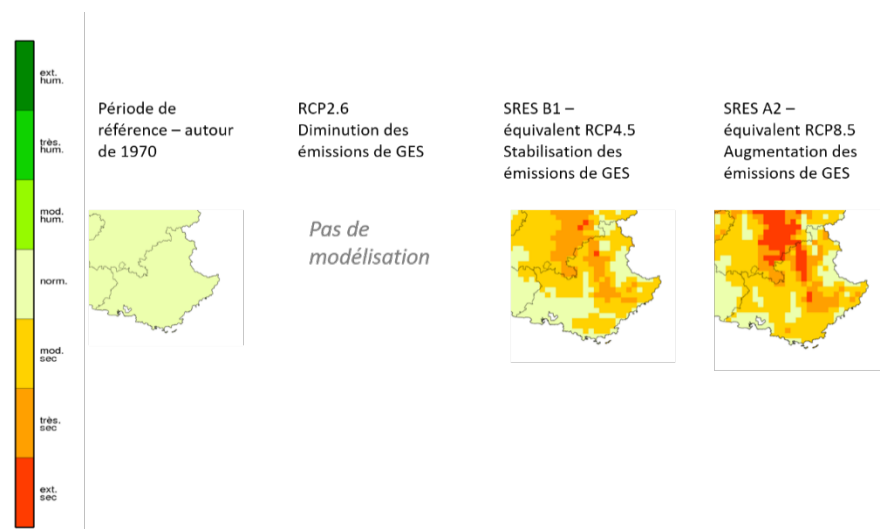 ext.
hum.
très.
hum.
mod.
hum.
norm.
mod.
sec
très.
sec
ext.
sec
Période de
référence – autour
de 1970
RCP2.6
Diminution des
émissions de GES
Pas de
modélisation
SRES B1 –
équivalent RCP4.5
Stabilisation des
émissions de GES
SRES A2 –
équivalent RCP8.5
Augmentation des
émissions de GES